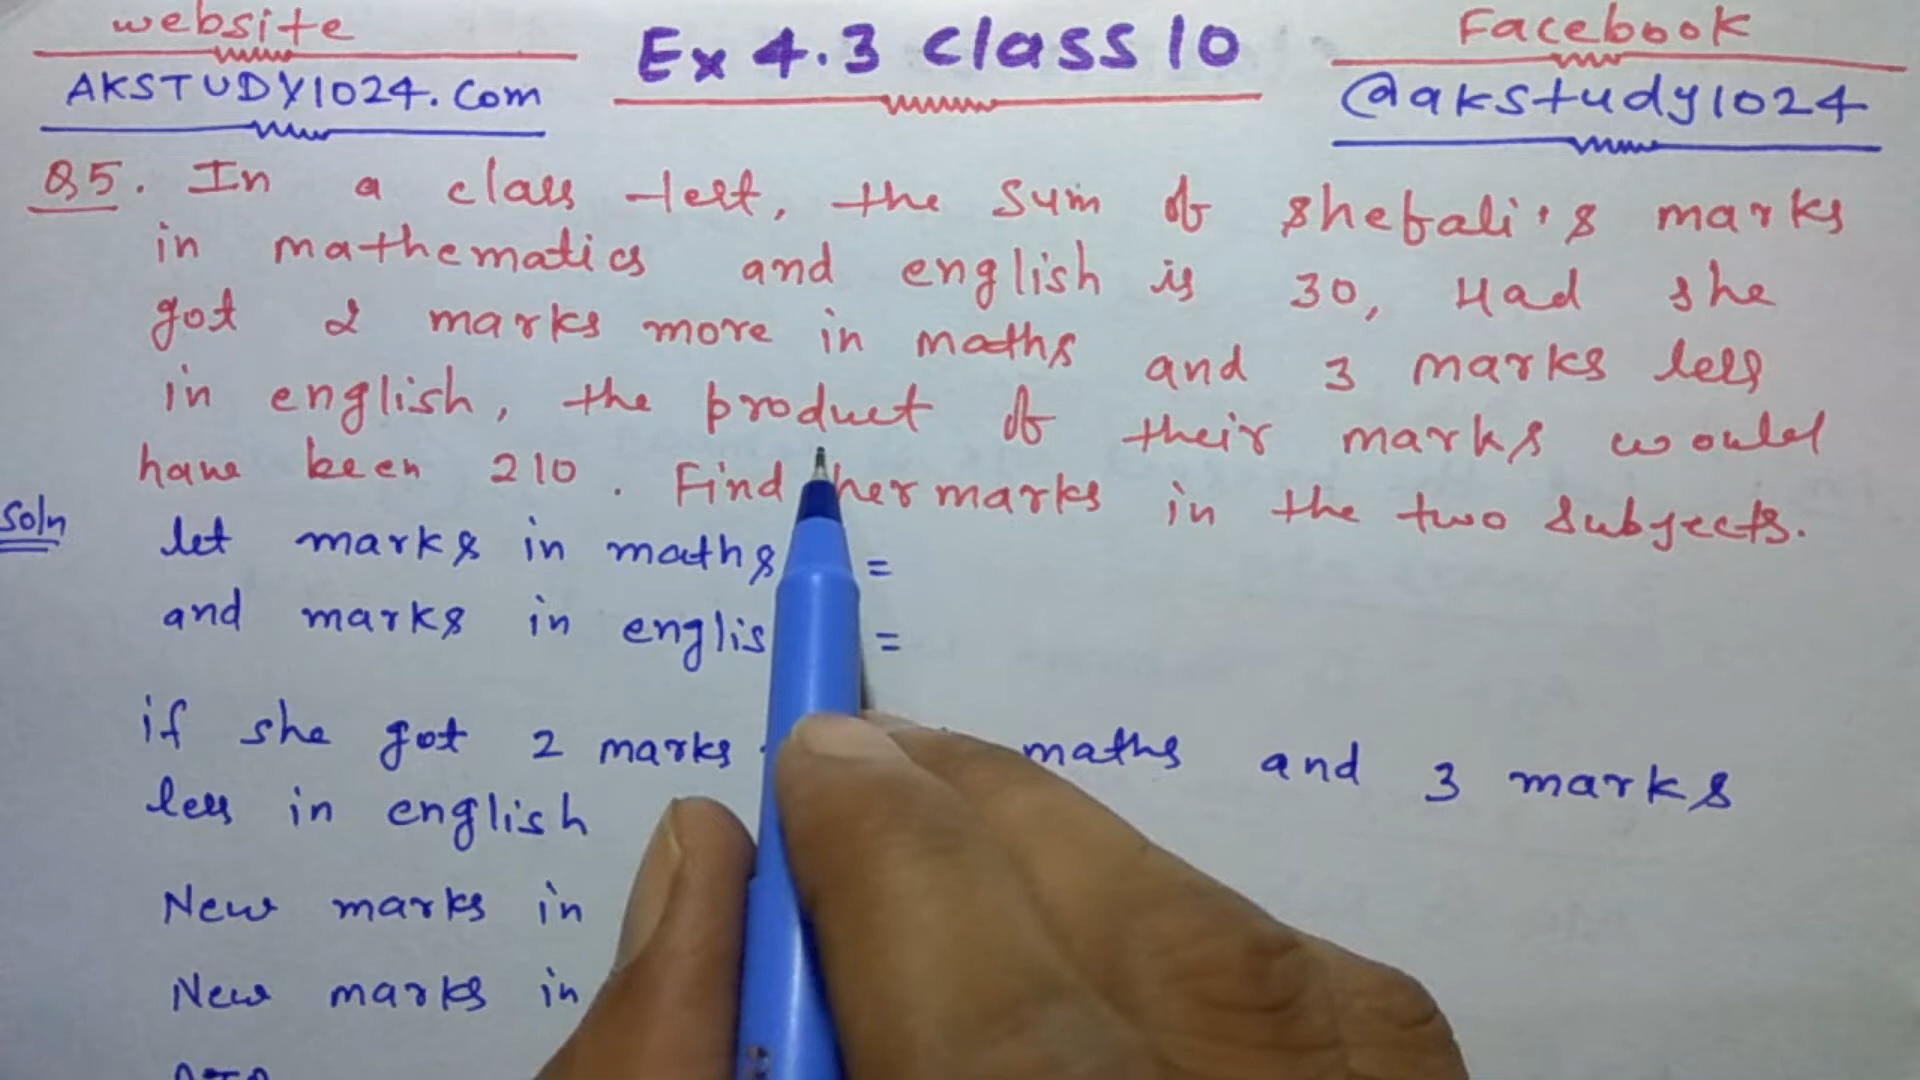 website
Ex 4.3 Class 10
Facebook
AKSTUDY1024.Com
@akstudy1024
Q5. In a class test, the sum of shefali's marks
in mathematics and english is 30, Had she
got 2 marks more in maths and 3 marks less
in english, the product of their marks would
have been 210. Find her marks in the two subjects.
Soln
let marks in maths =
and marks in englis =
if she got 2 marks maths and 3 marks
less in english
New marks in
New marks in